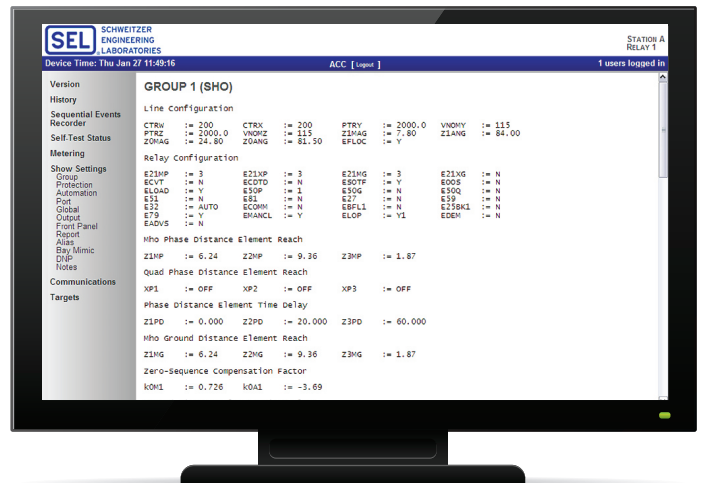 SEL SCHWEITZER
ENGINEERING
LABORATORIES
STATION A
RELAY 1
Device Time: Thu Jan 27 11:49:16 ACC [ Logout ] 1 users logged in
Version
History
Sequential Events
Recorder
Self-Test Status
Metering
Show Settings
Group
Protection
Automation
Port
Global
Output
Front Panel
Report
Alias
Bay Mimic
DNP
Notes
Communications
Targets
GROUP 1 (SHO)
Line Configuration
CTRW := 200 CTRX := 200 PTRY := 2000.0 VNOMY := 115
PTRZ := 2000.0 VNOMZ := 115 Z1MAG := 7.80 Z1ANG := 84.00
Z0MAG := 24.80 Z0ANG := 81.50 EFLOC := Y
Relay Configuration
E21MP := 3 E21XP := 3 E21MG := 3 E21XG := N
ECVT := N ECDTD := N ESOTF := Y EOOS := N
ELOAD := Y E50P := 1 E50G := N E50Q := N
E51 := N E81 := N E27 := N E59 := N
E32 := AUTO ECOMM := N EBFL1 := N E25BK1 := N
E79 := Y EMANCL := Y ELOP := Y1 EDEM := N
EADVS := N
Mho Phase Distance Element Reach
Z1MP := 6.24 Z2MP := 9.36 Z3MP := 1.87
Quad Phase Distance Element Reach
XP1 := OFF XP2 := OFF XP3 := OFF
Phase Distance Element Time Delay
Z1PD := 0.000 Z2PD := 20.000 Z3PD := 60.000
Mho Ground Distance Element Reach
Z1MG := 6.24 Z2MG := 9.36 Z3MG := 1.87
Zero-Sequence Compensation Factor
k0M1 := 0.726 k0A1 := -3.69